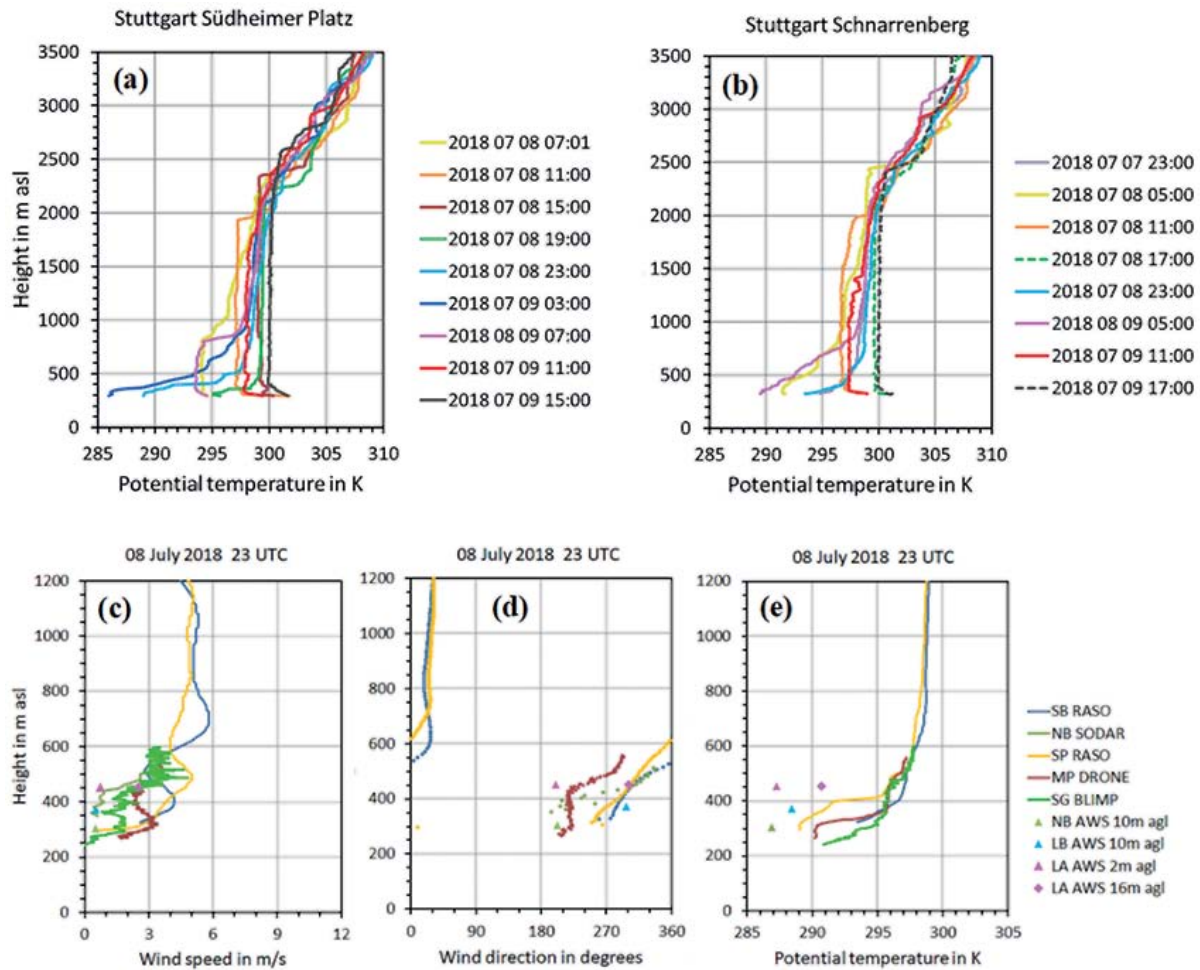 Stuttgart Südheimer Platz
Stuttgart Schnarrenberg
3500
3000
2500
2000
1500
1000
500
0
Height in m asl
(a)
285 290 295 300 305 310
Potential temperature in K
2018 07 08 07:01
2018 07 08 11:00
2018 07 08 15:00
2018 07 08 19:00
2018 07 08 23:00
2018 07 09 03:00
2018 08 09 07:00
2018 07 09 11:00
2018 07 09 15:00
3500
3000
2500
2000
1500
1000
500
0
(b)
285 290 295 300 305 310
Potential temperature in K
2018 07 07 23:00
2018 07 08 05:00
2018 07 08 11:00
2018 07 08 17:00
2018 07 08 23:00
2018 08 09 05:00
2018 07 09 11:00
2018 07 09 17:00
08 July 2018 23 UTC
1200
1000
800
600
400
200
0
Height in m asl
(c)
0 3 6 9 12
Wind speed in m/s
08 July 2018 23 UTC
1200
1000
800
600
400
200
0
(d)
0 90 180 270 360
Wind direction in degrees
08 July 2018 23 UTC
1200
1000
800
600
400
200
0
(e)
285 290 295 300 305
Potential temperature in K
SB RASO
NB SODAR
SP RASO
MP DRONE
SG BLIMP
NB AWS 10m agl
LB AWS 10m agl
LA AWS 2m agl
LA AWS 16m agl